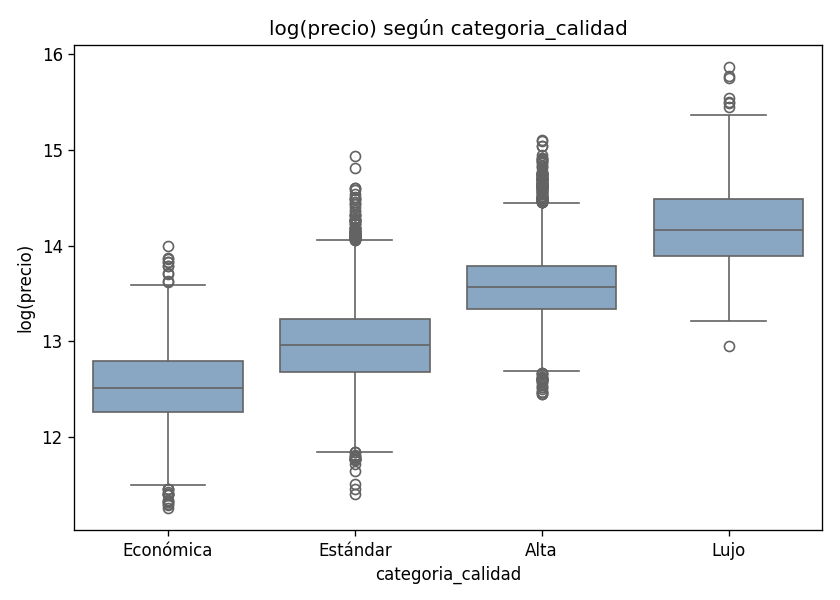 log(precio) según categoria_calidad
log(precio)
16
15
14
13
12
Económica
Estándar
Alta
Lujo
categoria_calidad